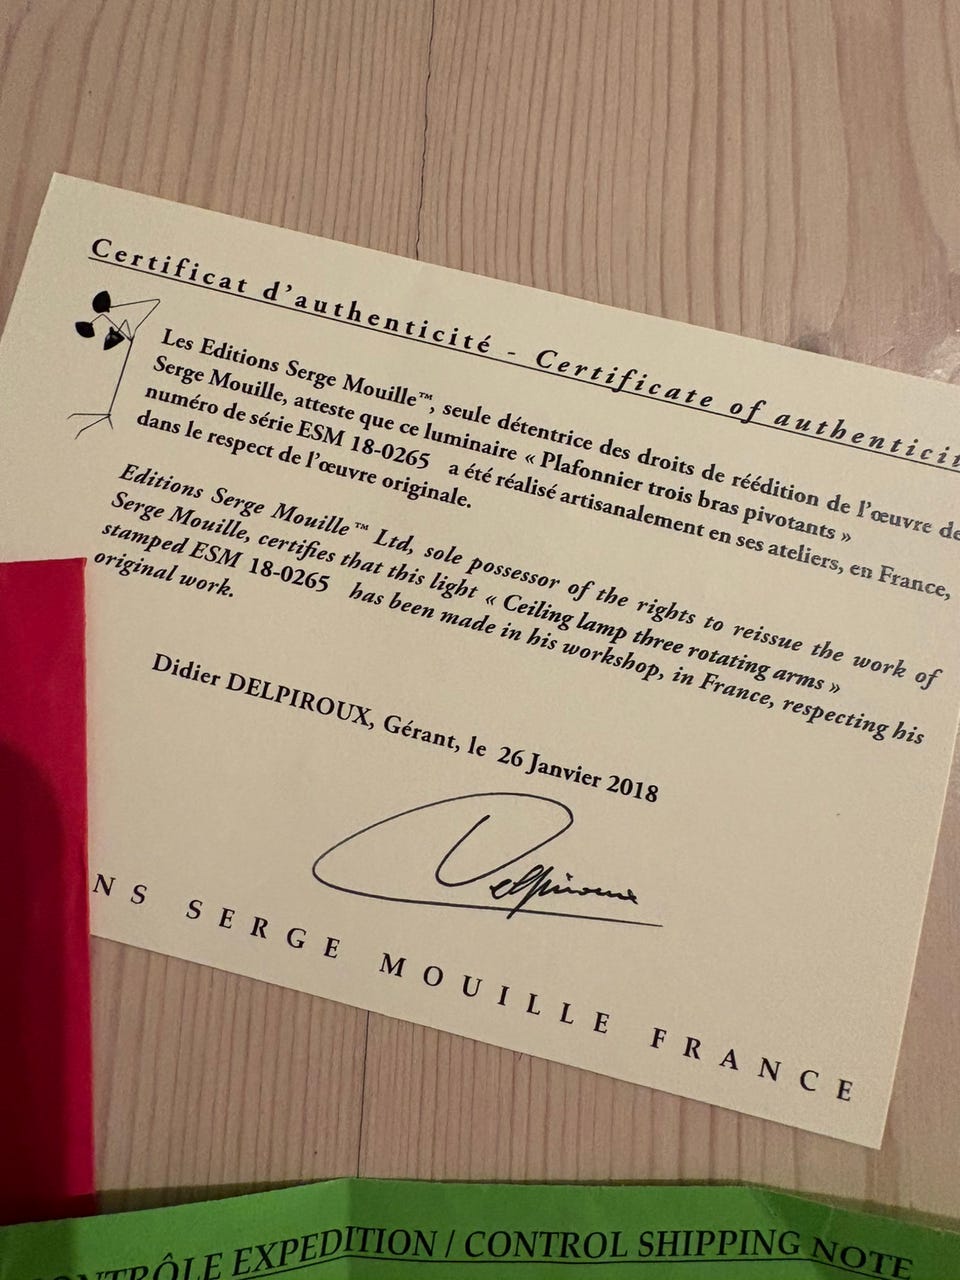 Certificat d'authenticité - Certificate of authenticit
Les Editions Serge Mouille™, seule détentrice des droits de réédition de l'œuvre de
Serge Mouille, atteste que ce luminaire « Plafonnier trois bras pivotants »
numéro de série ESM 18-0265 a été réalisé artisanalement en ses ateliers, en France,
dans le respect de l'œuvre originale.
Editions Serge Mouille™ Ltd, sole possessor of the rights to reissue the work of
Serge Mouille, certifies that this light « Ceiling lamp three rotating arms »
stamped ESM 18-0265 has been made in his workshop, in France, respecting his
original work.
Didier DELPIROUX, Gérant, le 26 Janvier 2018
Delpiroux
NS SERGE MOUILLE FRANCE
NTRÔLE EXPEDITION / CONTROL SHIPPING NOTE